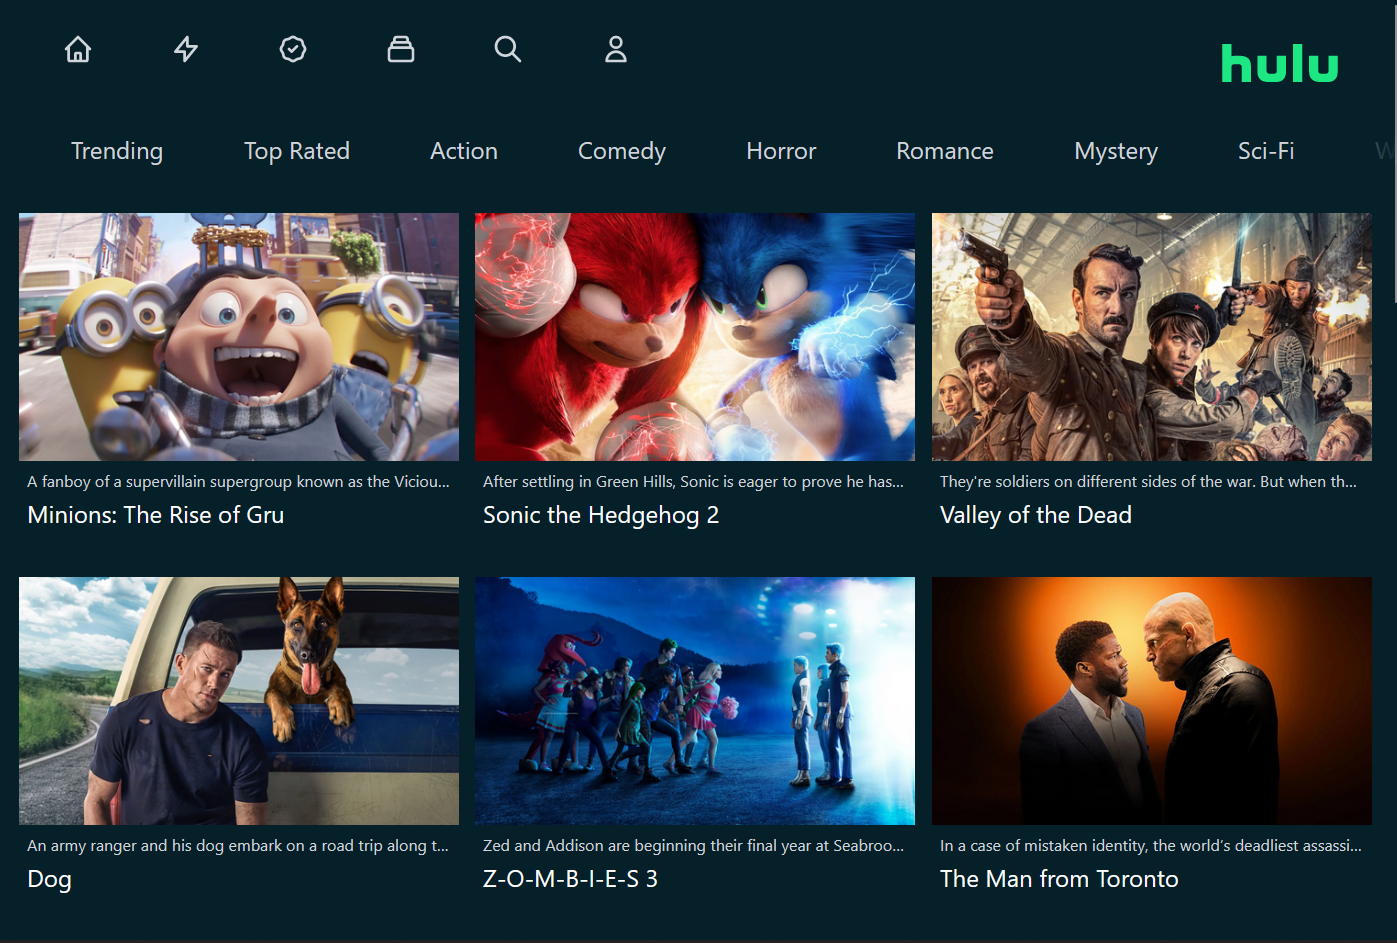 hulu
Trending Top Rated Action Comedy Horror Romance Mystery Sci-Fi W
A fanboy of a supervillain supergroup known as the Viciou...
Minions: The Rise of Gru
After settling in Green Hills, Sonic is eager to prove he has...
Sonic the Hedgehog 2
They're soldiers on different sides of the war. But when th...
Valley of the Dead
An army ranger and his dog embark on a road trip along t...
Dog
Zed and Addison are beginning their final year at Seabroo...
Z-O-M-B-I-E-S 3
In a case of mistaken identity, the world’s deadliest assassi...
The Man from Toronto